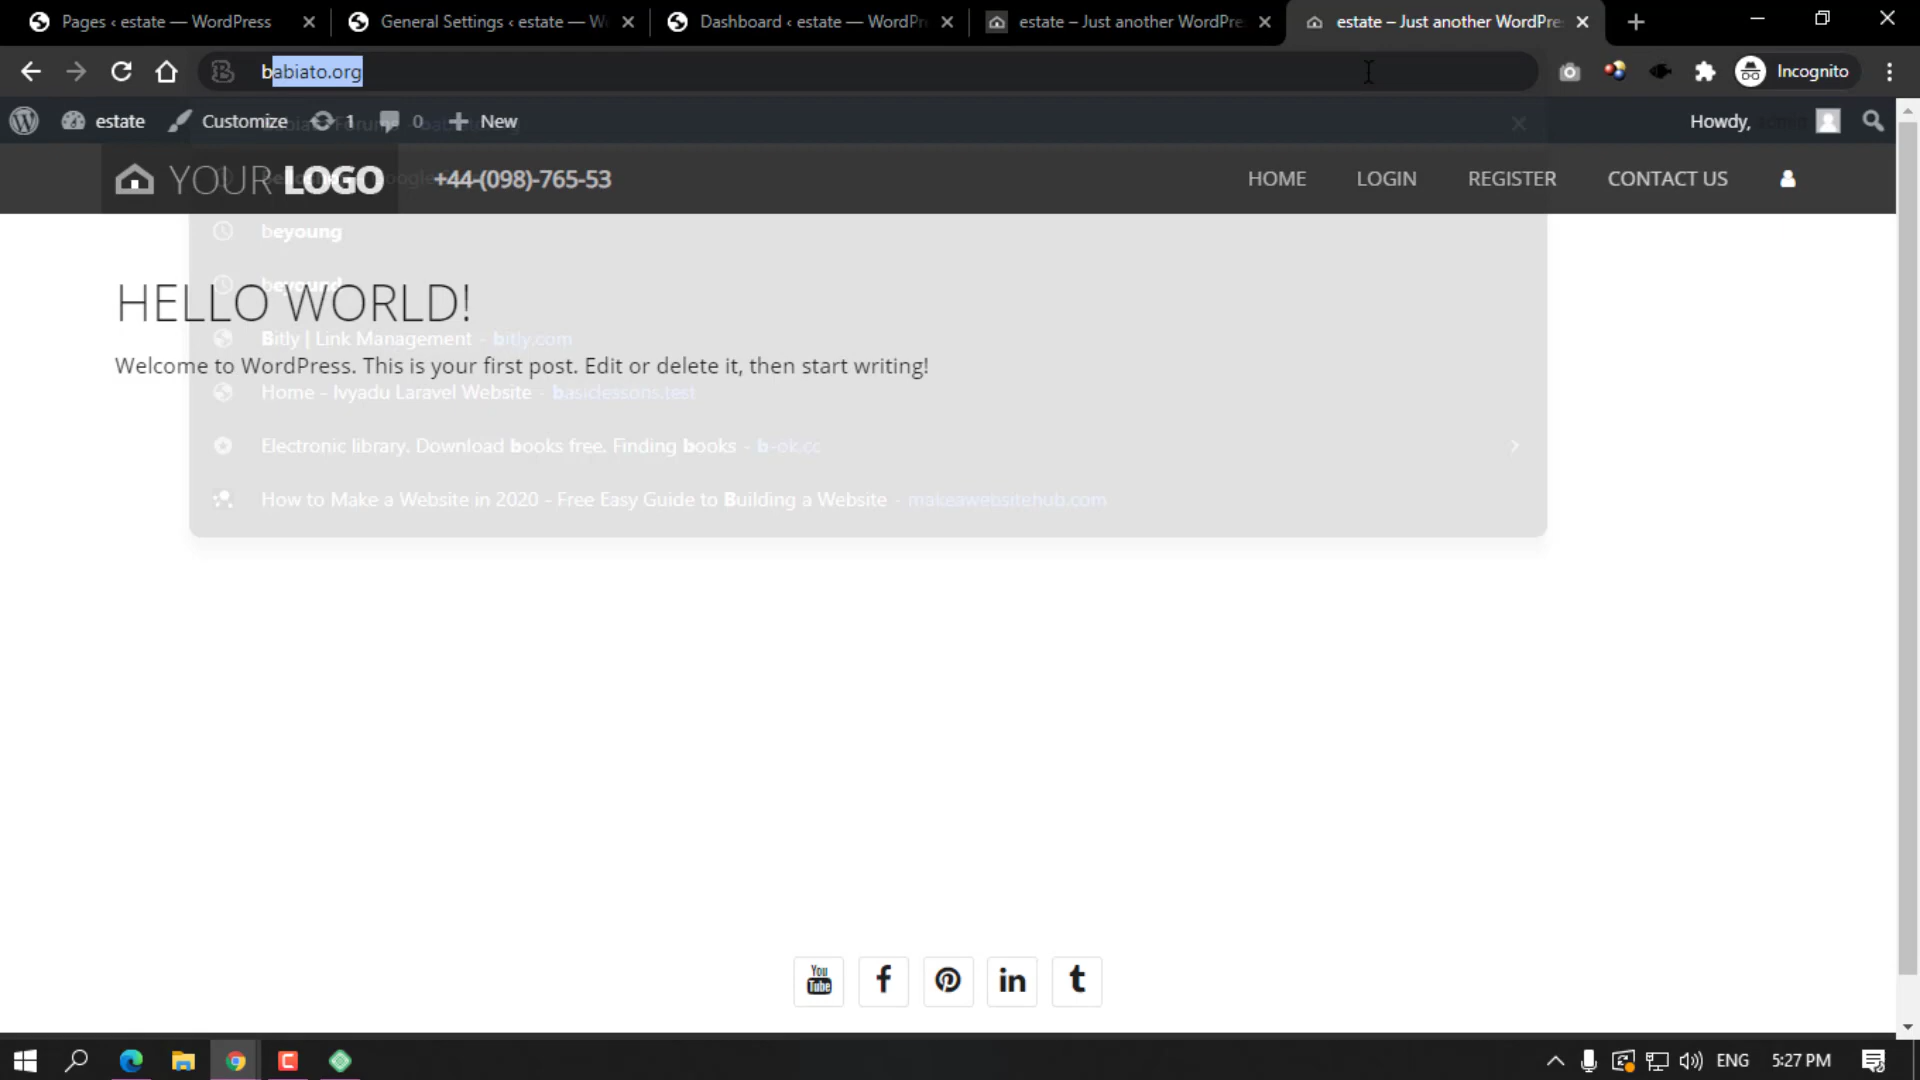 Pages ‹ estate — WordPress
General Settings ‹ estate — W
Dashboard ‹ estate — WordPr
estate – Just another WordPre
estate – Just another WordPre
babiato.org
Incognito
estate
Customize
1
0
New
Howdy,
YOUR LOGO
+44-(098)-765-53
HOME
LOGIN
REGISTER
CONTACT US
beyoung
beyound
HELLO WORLD!
Bitly | Link Management - bitly.com
Welcome to WordPress. This is your first post. Edit or delete it, then start writing!
Home - Ivyadu Laravel Website - basiclessons.test
Electronic library. Download books free. Finding books - b-ok.cc
How to Make a Website in 2020 - Free Easy Guide to Building a Website - makeawebsitehub.com
You
Tube
ENG
5:27 PM